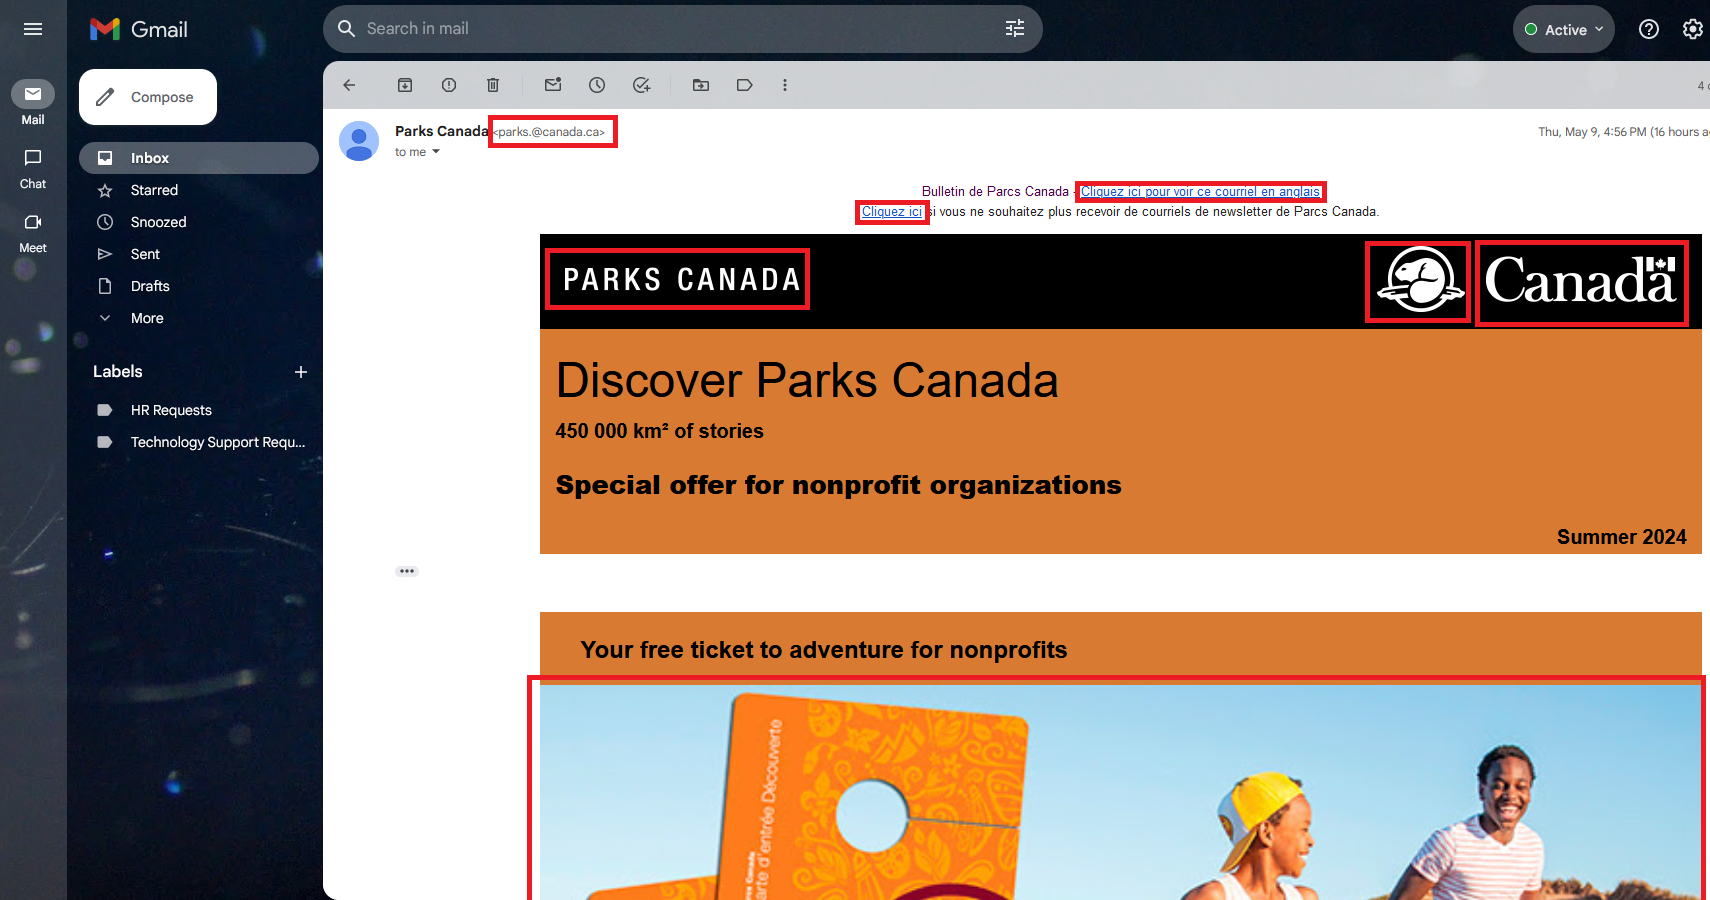 Gmail
Search in mail
Active
Compose
Mail
Inbox
Starred
Chat
Snoozed
Meet
Sent
Drafts
More
Labels
HR Requests
Technology Support Requ...
4
Parks Canada <parks.@canada.ca>
Thu, May 9, 4:56 PM (16 hours a
to me
Bulletin de Parcs Canada - Cliquez ici pour voir ce courriel en anglais
Cliquez ici si vous ne souhaitez plus recevoir de courriels de newsletter de Parcs Canada.
PARKS CANADA
Canada
Discover Parks Canada
450 000 km² of stories
Special offer for nonprofit organizations
Summer 2024
Your free ticket to adventure for nonprofits
Carte d'entrée Découverte